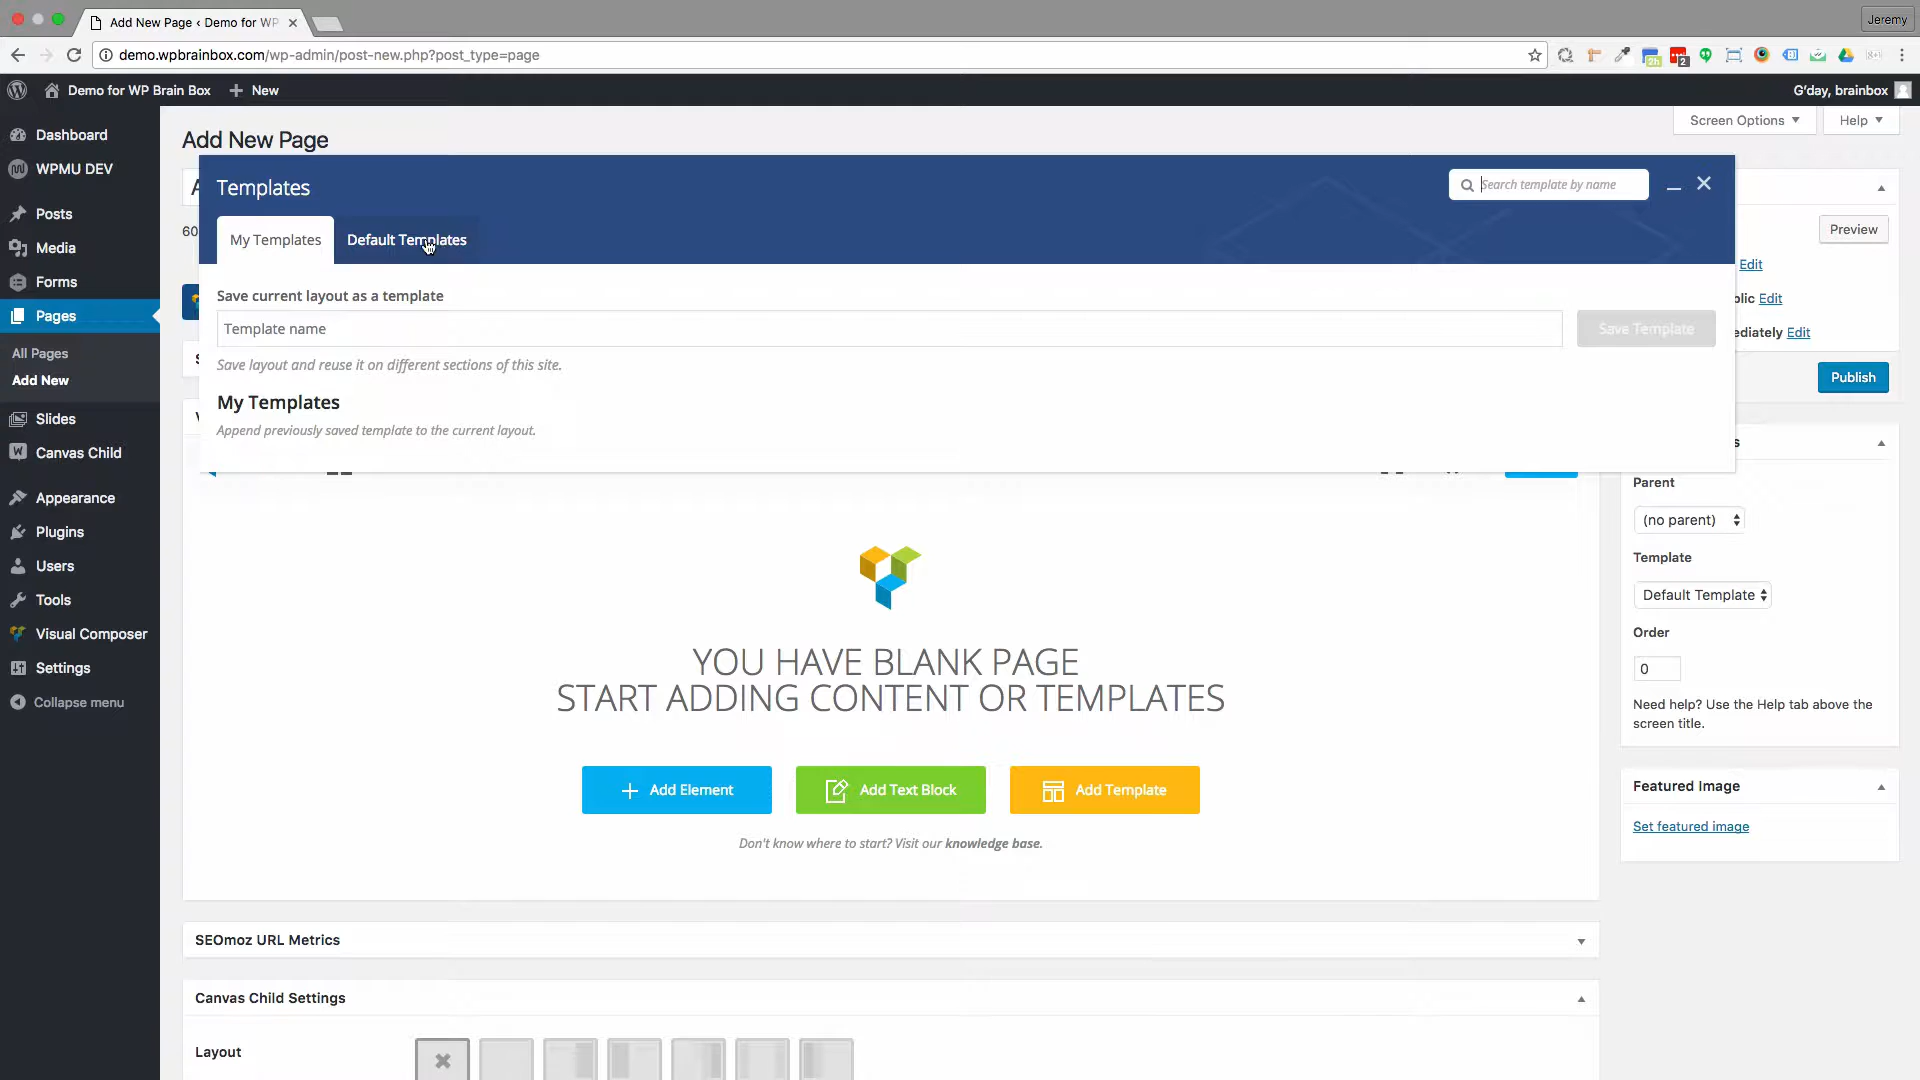 Add New Page ‹ Demo for WP
Jeremy
demo.wpbrainbox.com/wp-admin/post-new.php?post_type=page
2h
2
Demo for WP Brain Box
New
G'day, brainbox
Dashboard
WPMU DEV
Posts
Media
Forms
Pages
All Pages
Add New
Slides
Canvas Child
Appearance
Plugins
Users
Tools
Visual Composer
Settings
Collapse menu
Add New Page
Screen Options
Help
Templates
Search template by name
My Templates
Default Templates
Save current layout as a template
Template name
Save Template
Save layout and reuse it on different sections of this site.
My Templates
Append previously saved template to the current layout.
60
Preview
Edit
blic Edit
ediately Edit
Publish
YOU HAVE BLANK PAGE
START ADDING CONTENT OR TEMPLATES
Add Element
Add Text Block
Add Template
Don't know where to start? Visit our knowledge base.
Parent
(no parent)
Template
Default Template
Order
0
Need help? Use the Help tab above the
screen title.
Featured Image
Set featured image
SEOmoz URL Metrics
Canvas Child Settings
Layout